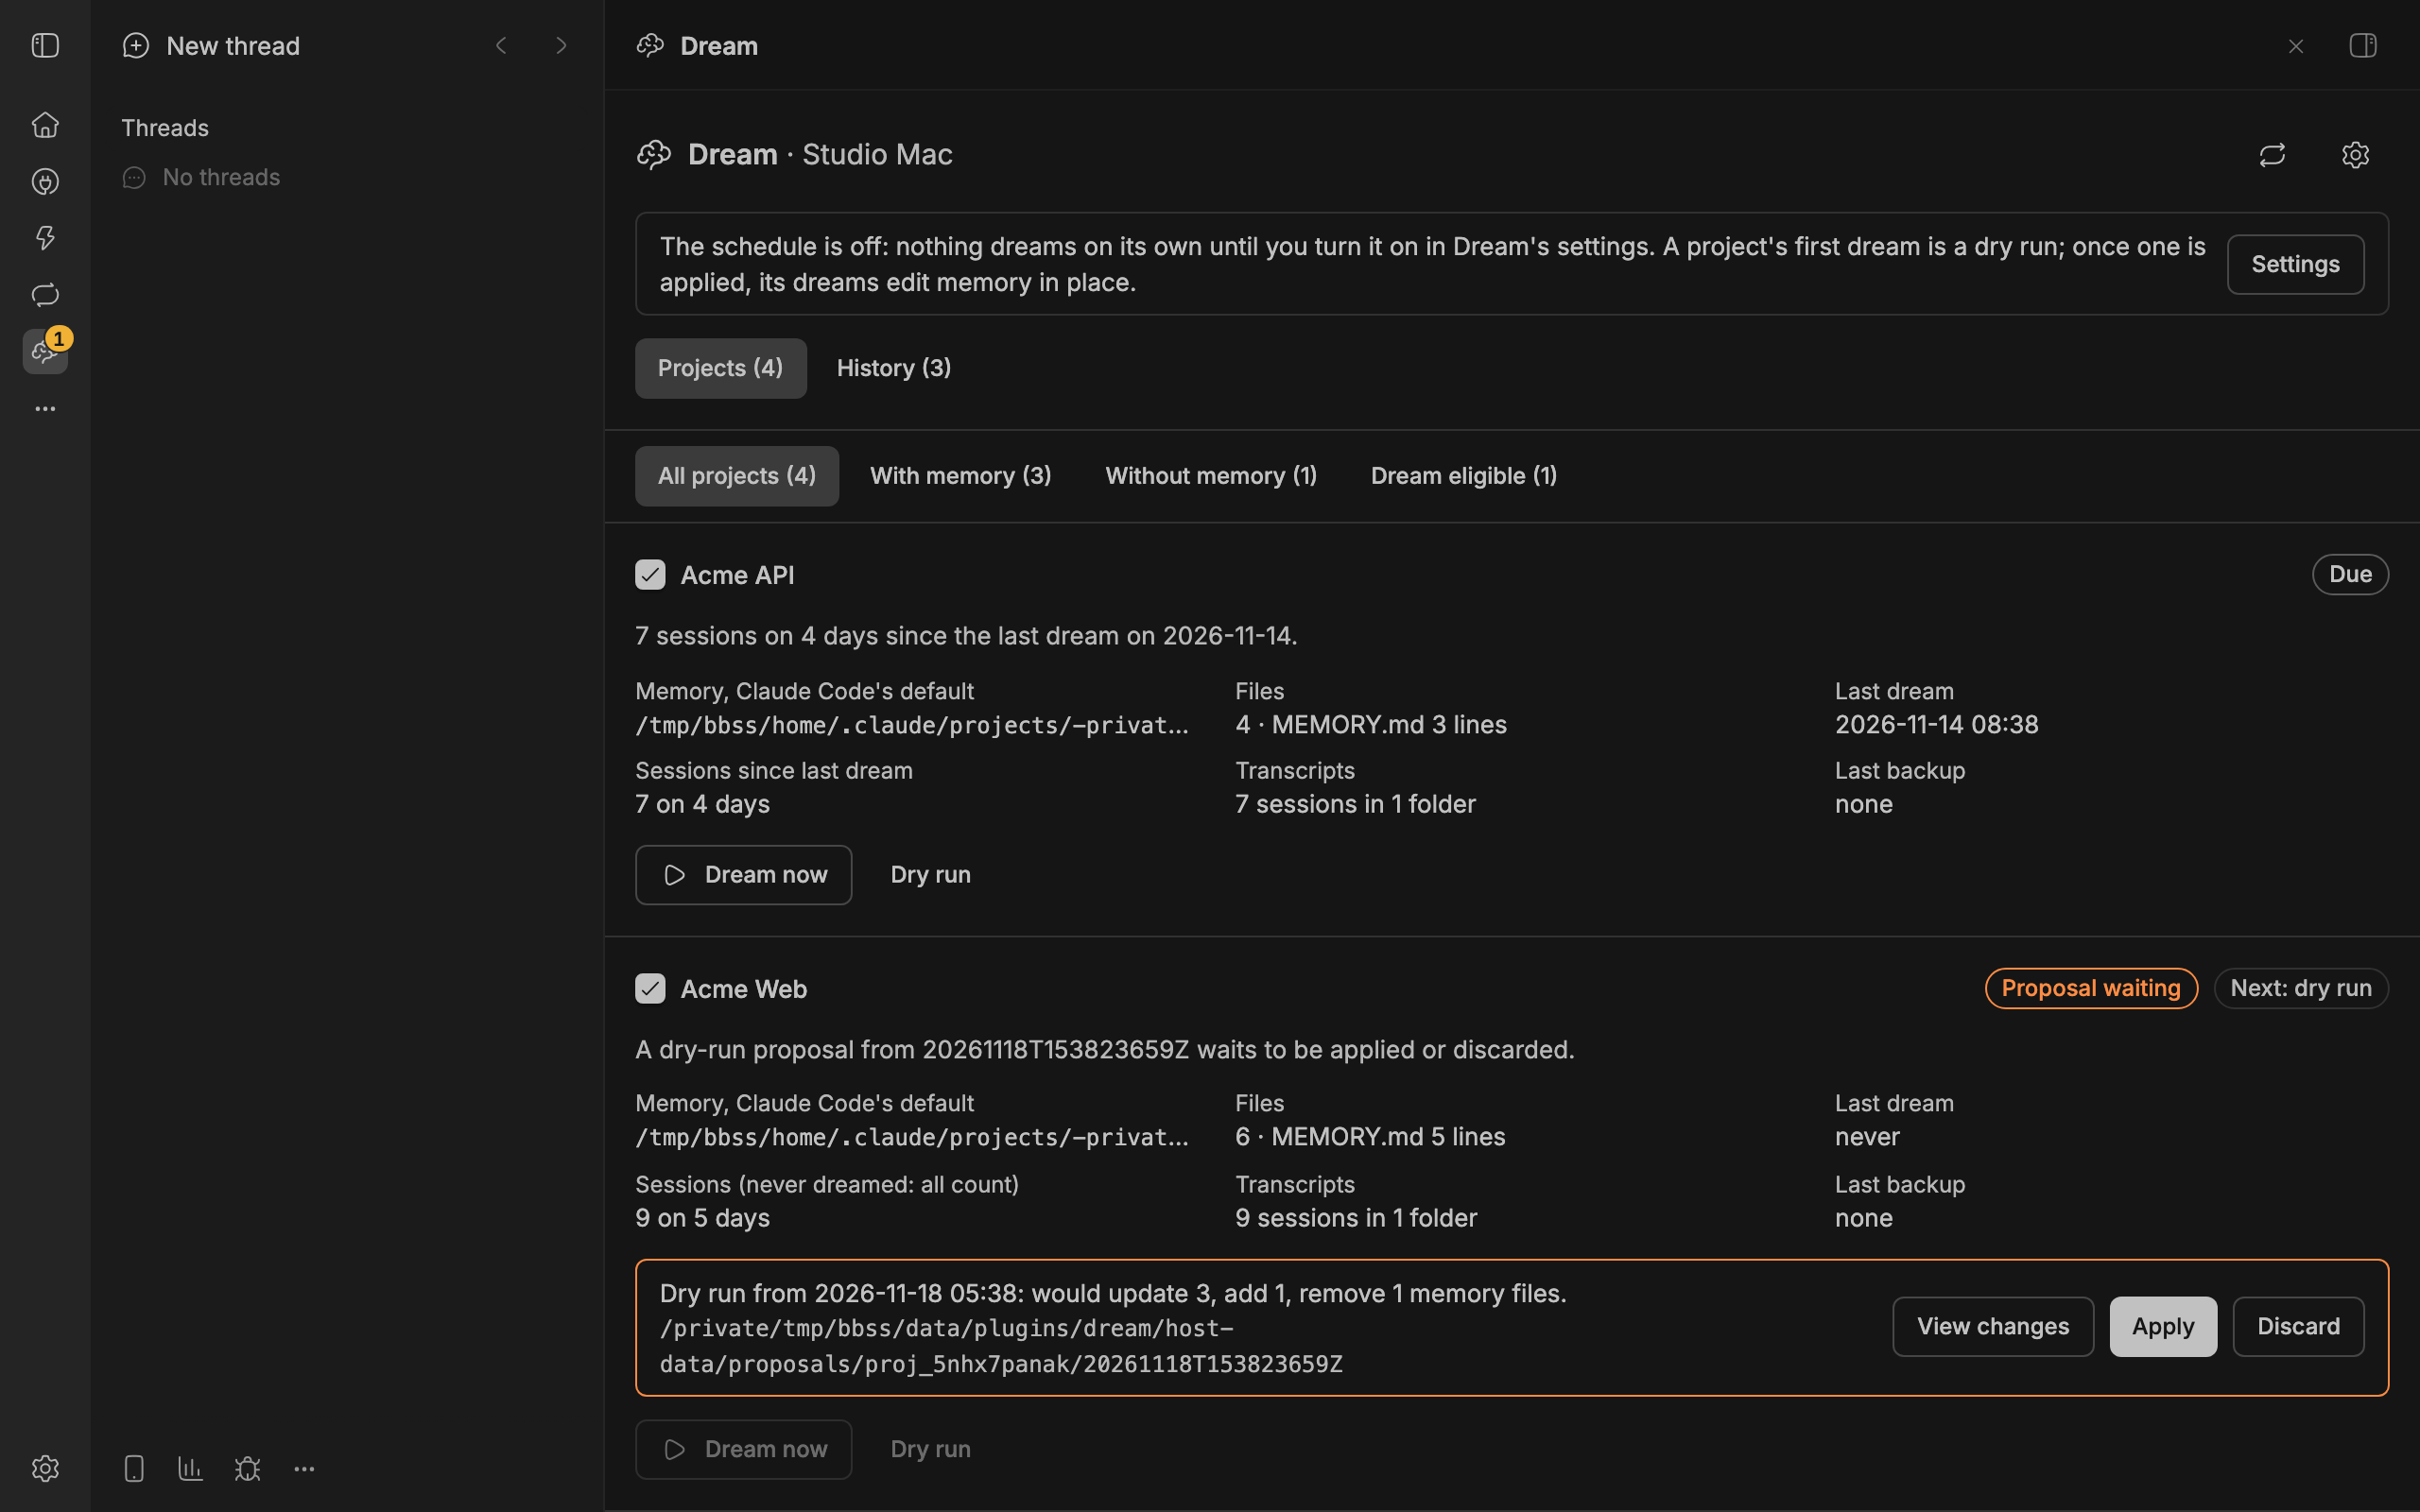 New thread
Threads
No threads
1
Dream
Dream · Studio Mac
The schedule is off: nothing dreams on its own until you turn it on in Dream's settings. A project's first dream is a dry run; once one is
applied, its dreams edit memory in place.
Settings
Projects (4) History (3)
All projects (4) With memory (3) Without memory (1) Dream eligible (1)
Acme API Due
7 sessions on 4 days since the last dream on 2026-11-14.
Memory, Claude Code's default Files Last dream
/tmp/bbss/home/.claude/projects/-privat... 4 · MEMORY.md 3 lines 2026-11-14 08:38
Sessions since last dream Transcripts Last backup
7 on 4 days 7 sessions in 1 folder none
Dream now Dry run
Acme Web Proposal waiting Next: dry run
A dry-run proposal from 20261118T153823659Z waits to be applied or discarded.
Memory, Claude Code's default Files Last dream
/tmp/bbss/home/.claude/projects/-privat... 6 · MEMORY.md 5 lines never
Sessions (never dreamed: all count) Transcripts Last backup
9 on 5 days 9 sessions in 1 folder none
Dry run from 2026-11-18 05:38: would update 3, add 1, remove 1 memory files.
/private/tmp/bbss/data/plugins/dream/host-
data/proposals/proj_5nhx7panak/20261118T153823659Z
View changes Apply Discard
Dream now Dry run